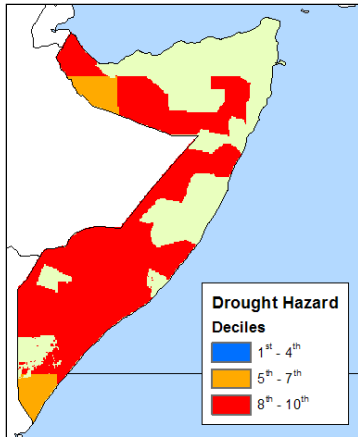 Drought Hazard
Deciles
1st - 4th
5th - 7th
8th - 10th